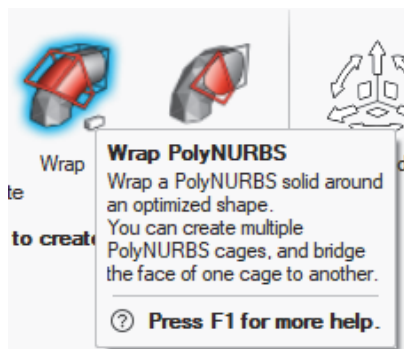 Wrap
te
to create
Wrap PolyNURBS
Wrap a PolyNURBS solid around
an optimized shape.
You can create multiple
PolyNURBS cages, and bridge
the face of one cage to another.
Press F1 for more help.